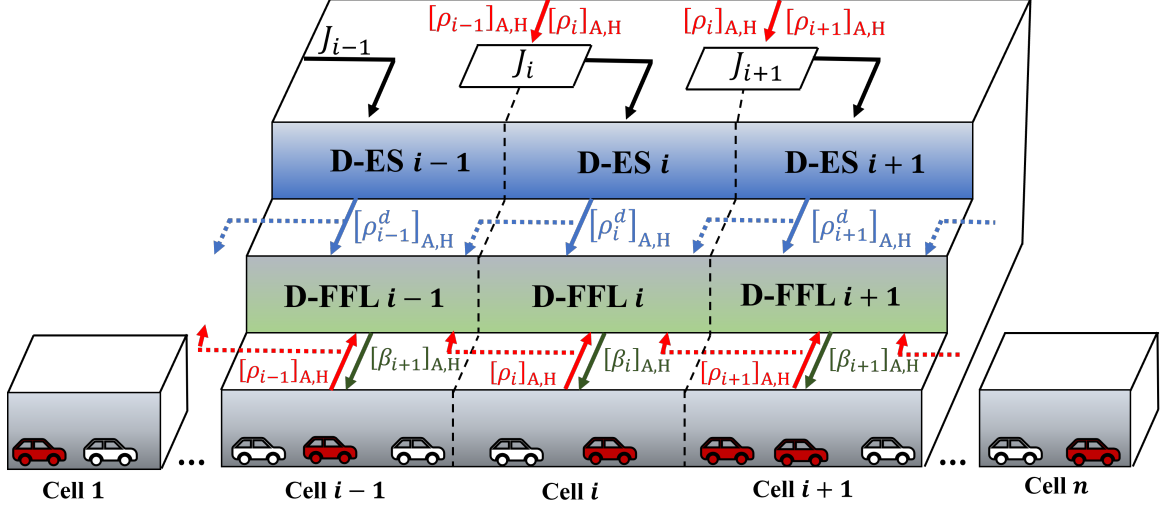 [ρ_{i−1}]_{A,H} [ρ_i]_{A,H} [ρ_i]_{A,H} [ρ_{i+1}]_{A,H}
J_{i−1} J_i J_{i+1}
D-ES i − 1 D-ES i D-ES i + 1
[ρ^d_{i−1}]_{A,H} [ρ^d_i]_{A,H} [ρ^d_{i+1}]_{A,H}
D-FFL i − 1 D-FFL i D-FFL i + 1
[ρ_{i−1}]_{A,H} [β_{i+1}]_{A,H} [ρ_i]_{A,H} [β_i]_{A,H} [ρ_{i+1}]_{A,H} [β_{i+1}]_{A,H}
... ...
Cell 1 Cell i − 1 Cell i Cell i + 1 Cell n